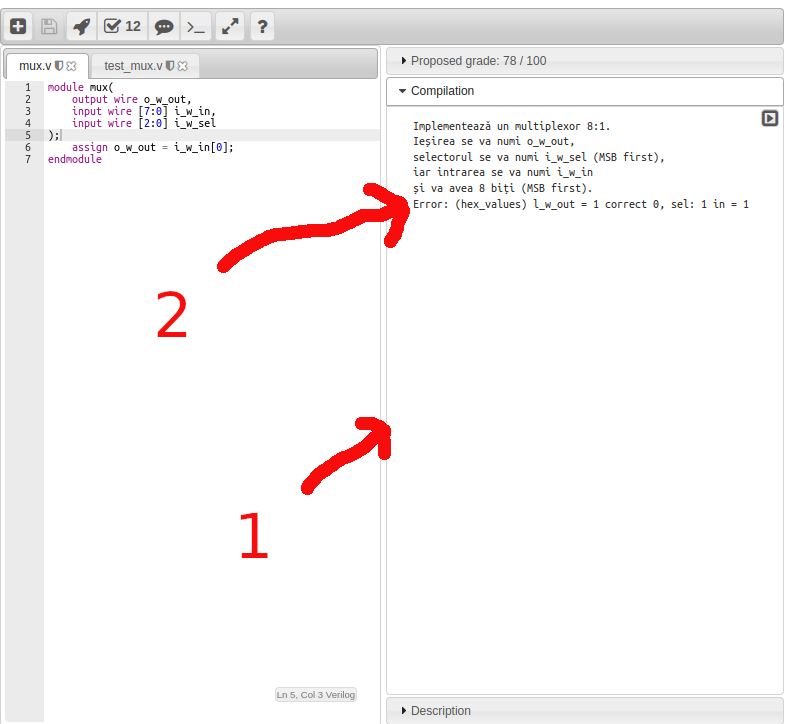 12
mux.v
test_mux.v
Proposed grade: 78 / 100
Compilation
1 module mux(
2 output wire o_w_out,
3 input wire [7:0] i_w_in,
4 input wire [2:0] i_w_sel
5 );
6 assign o_w_out = i_w_in[0];
7 endmodule
Implementează un multiplexor 8:1.
Ieșirea se va numi o_w_out,
selectorul se va numi i_w_sel (MSB first),
iar intrarea se va numi i_w_in
și va avea 8 biți (MSB first).
Error: (hex_values) l_w_out = 1 correct 0, sel: 1 in = 1
2
1
Ln 5, Col 3 Verilog
Description